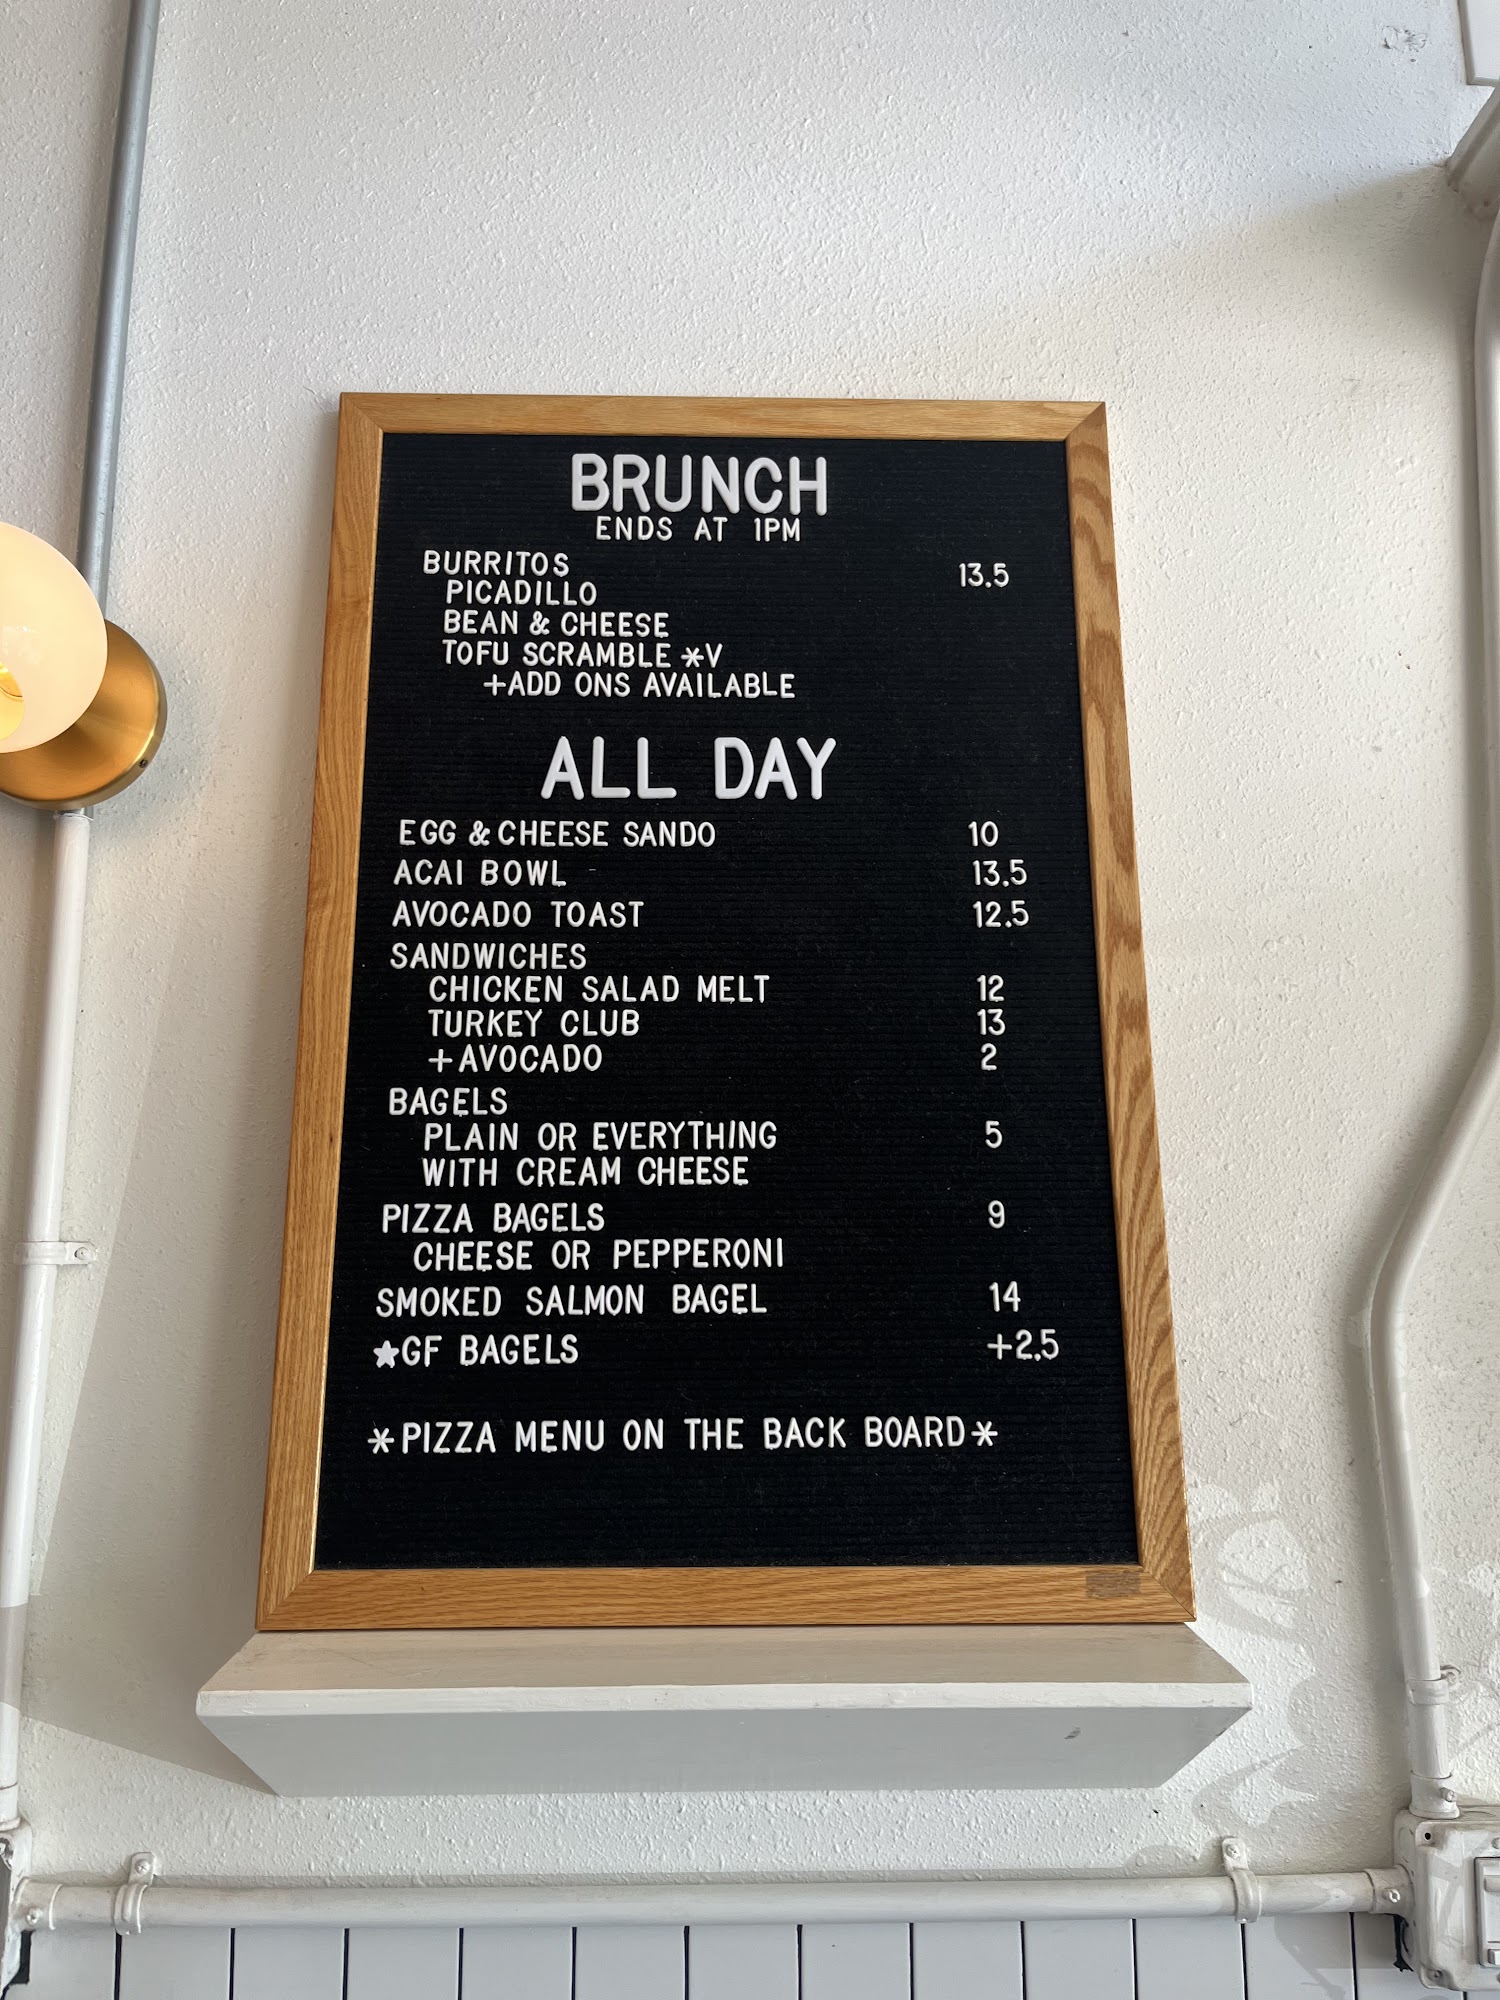 BRUNCH
ENDS AT 1PM
BURRITOS 13.5
PICADILLO
BEAN & CHEESE
TOFU SCRAMBLE *V
+ADD ONS AVAILABLE
ALL DAY
EGG & CHEESE SANDO 10
ACAI BOWL 13.5
AVOCADO TOAST 12.5
SANDWICHES
CHICKEN SALAD MELT 12
TURKEY CLUB 13
+AVOCADO 2
BAGELS
PLAIN OR EVERYTHING 5
WITH CREAM CHEESE
PIZZA BAGELS 9
CHEESE OR PEPPERONI
SMOKED SALMON BAGEL 14
★GF BAGELS +2.5
*PIZZA MENU ON THE BACK BOARD*